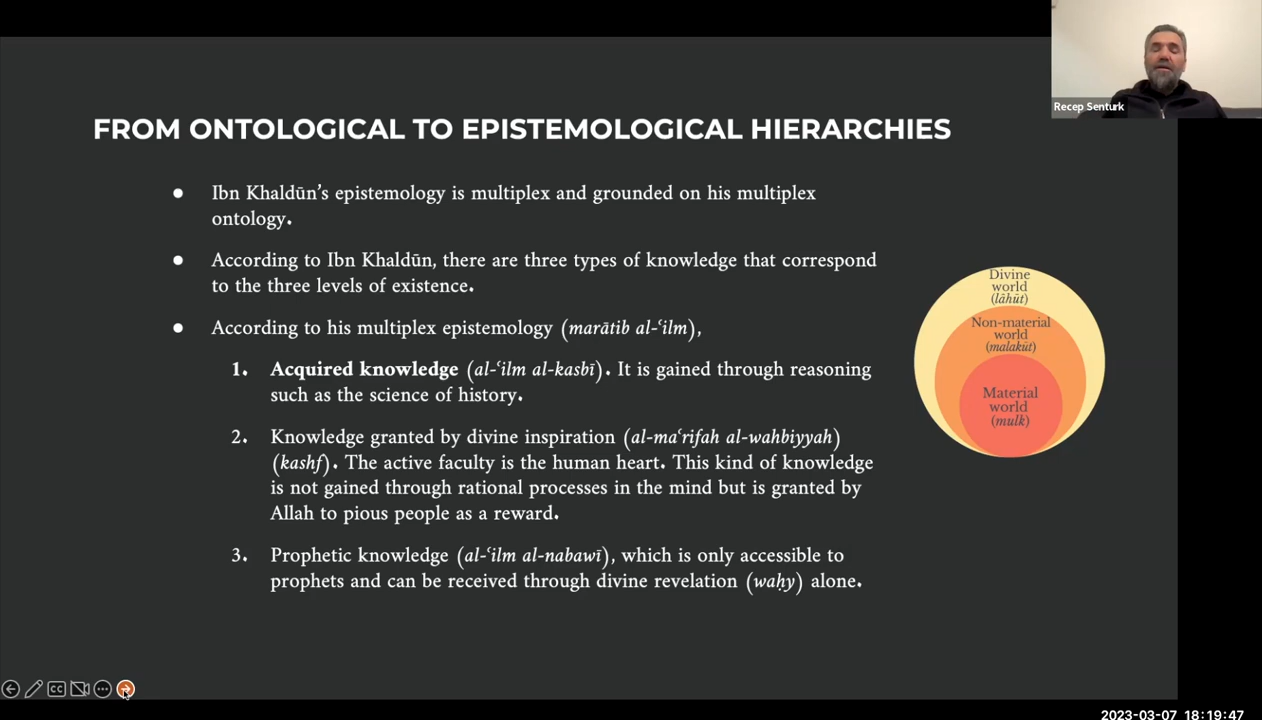 Recep Senturk
FROM ONTOLOGICAL TO EPISTEMOLOGICAL HIERARCHIES
● Ibn Khaldūn’s epistemology is multiplex and grounded on his multiplex
ontology.
● According to Ibn Khaldūn, there are three types of knowledge that correspond
to the three levels of existence.
● According to his multiplex epistemology (marātib al-ʿilm),
1. Acquired knowledge (al-ʿilm al-kasbī). It is gained through reasoning
such as the science of history.
2. Knowledge granted by divine inspiration (al-maʿrifah al-wahbiyyah)
(kashf). The active faculty is the human heart. This kind of knowledge
is not gained through rational processes in the mind but is granted by
Allah to pious people as a reward.
3. Prophetic knowledge (al-ʿilm al-nabawī), which is only accessible to
prophets and can be received through divine revelation (waḥy) alone.
Divine
world
(lâhūt)
Non-material
world
(malakūt)
Material
world
(mulk)
CC
2023-03-07 18:19:47